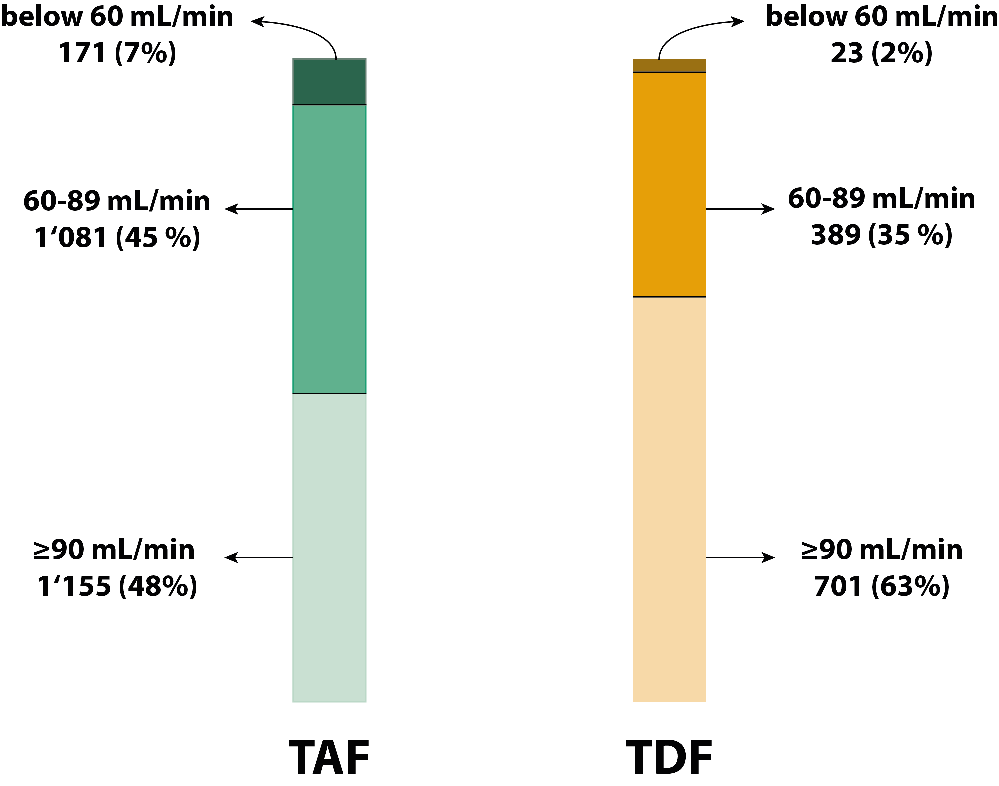 below 60 mL/min
171 (7%)
60-89 mL/min
1´081 (45 %)
≥90 mL/min
1‘155 (48%)
TAF
below 60 mL/min
23 (2%)
60-89 mL/min
389 (35 %)
≥90 mL/min
701 (63%)
TDF